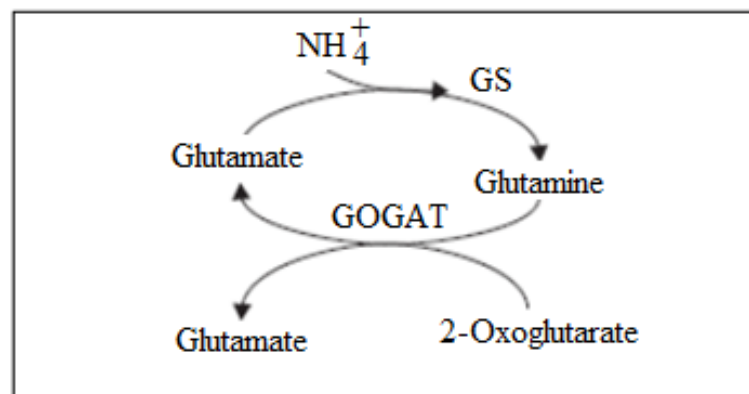 NH4+
GS
Glutamate
Glutamine
GOGAT
Glutamate
2-Oxoglutarate